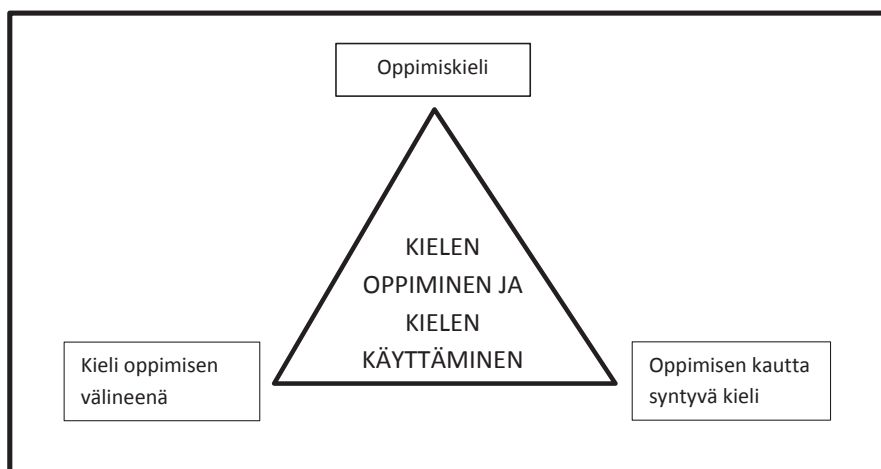 Oppimiskieli
KIELEN
OPPIMINEN JA
KIELEN
KÄYTTÄMINEN
Kieli oppimisen
välineenä
Oppimisen kautta
syntyvä kieli